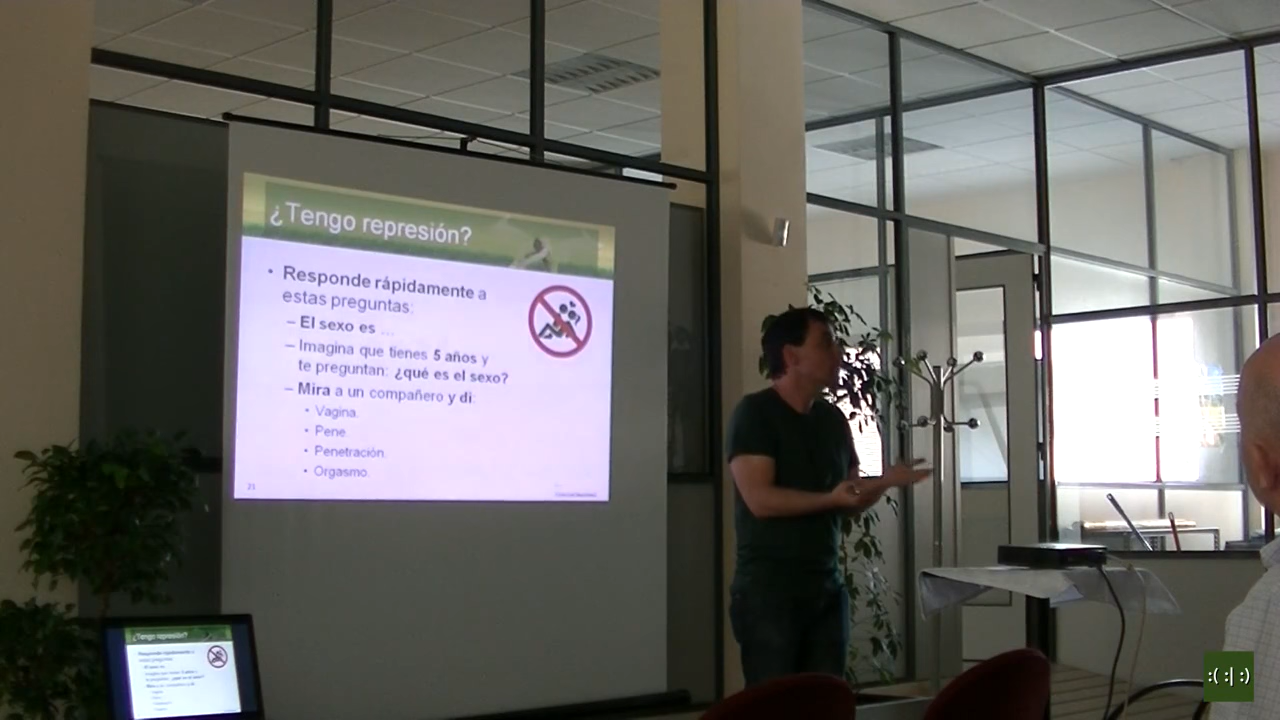 ¿Tengo represión?
• Responde rápidamente a
estas preguntas:
– El sexo es ...
– Imagina que tienes 5 años y
te preguntan: ¿qué es el sexo?
– Mira a un compañero y di:
• Vagina.
• Pene.
• Penetración.
• Orgasmo.
21
¿Tengo represión?
:( :| :)